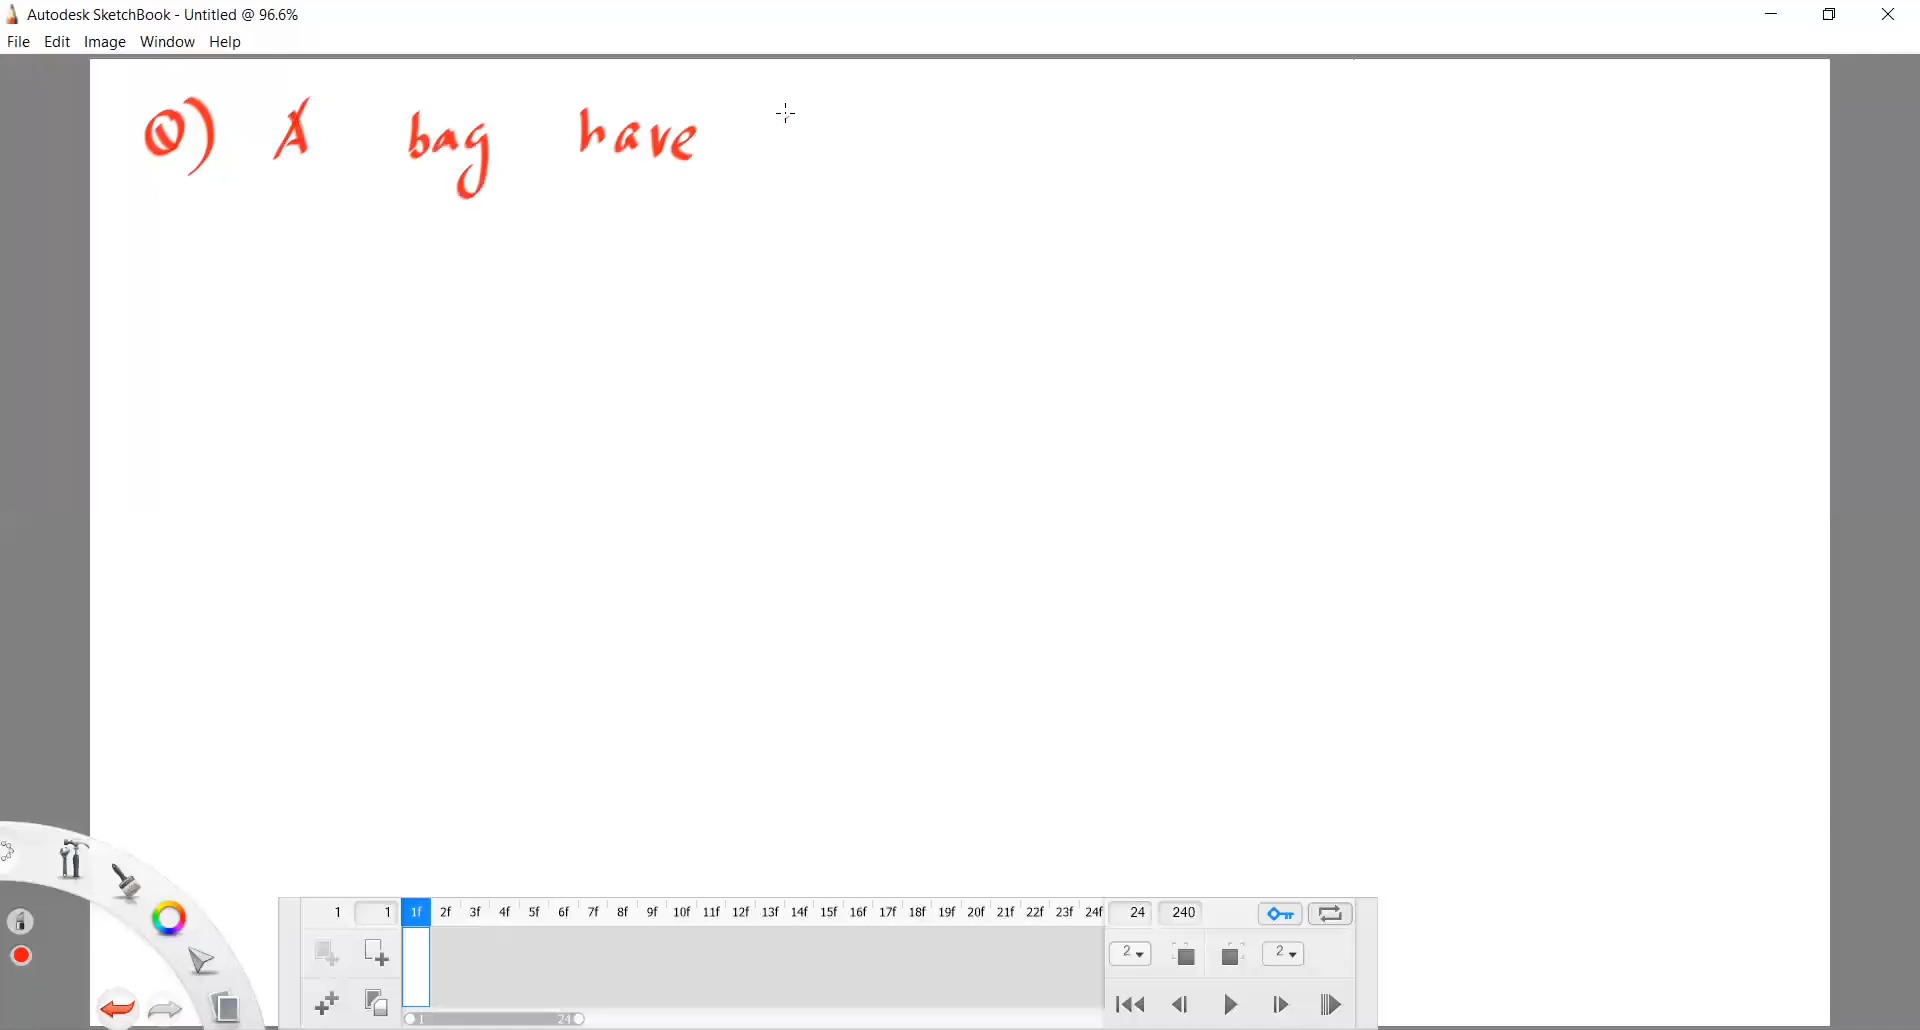 Autodesk SketchBook - Untitled @ 96.6%
File Edit Image Window Help
Q) A bag have
1 1 1f 2f 3f 4f 5f 6f 7f 8f 9f 10f 11f 12f 13f 14f 15f 16f 17f 18f 19f 20f 21f 22f 23f 24f 24 240
2 2
1 24